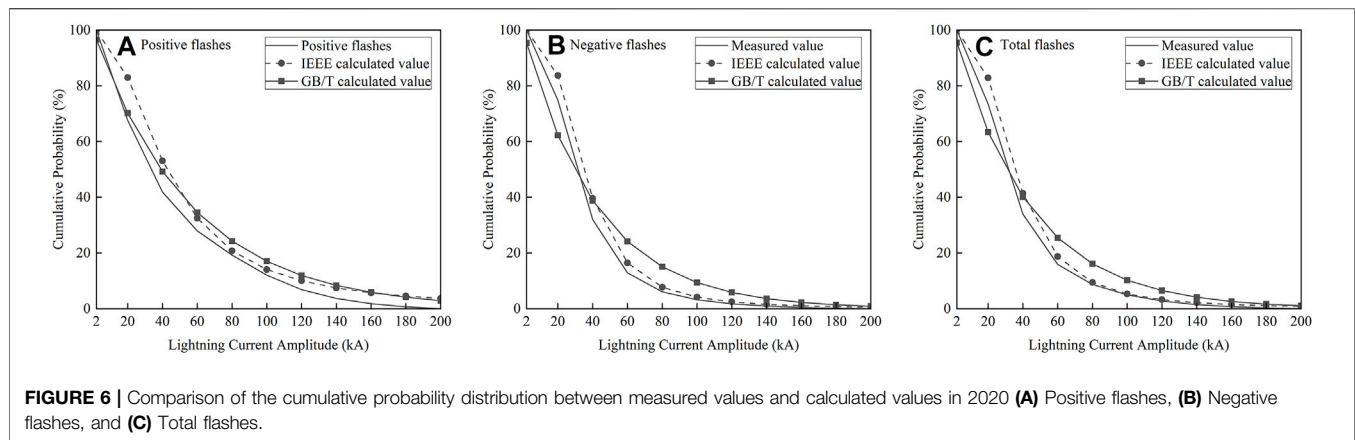 A Positive flashes
Positive flashes
IEEE calculated value
GB/T calculated value
Cumulative Probability (%)
100
80
60
40
20
0
2 20 40 60 80 100 120 140 160 180 200
Lightning Current Amplitude (kA)
B Negative flashes
Measured value
IEEE calculated value
GB/T calculated value
Cumulative Probability (%)
100
80
60
40
20
0
2 20 40 60 80 100 120 140 160 180 200
Lightning Current Amplitude (kA)
C Total flashes
Measured value
IEEE calculated value
GB/T calculated value
Cumulative Probability (%)
100
80
60
40
20
0
2 20 40 60 80 100 120 140 160 180 200
Lightning Current Amplitude (kA)
FIGURE 6 | Comparison of the cumulative probability distribution between measured values and calculated values in 2020 (A) Positive flashes, (B) Negative
flashes, and (C) Total flashes.